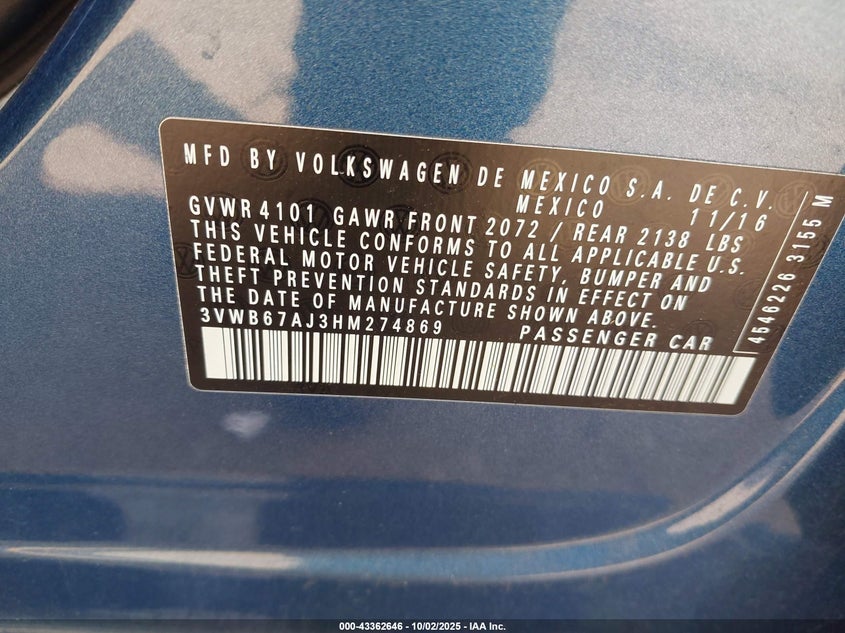 MFD BY VOLKSWAGEN DE MEXICO S.A. DE C.V.
MEXICO 11/16
GVWR 4101 GAWR FRONT 2072 / REAR 2138 LBS
THIS VEHICLE CONFORMS TO ALL APPLICABLE U.S.
FEDERAL MOTOR VEHICLE SAFETY, BUMPER AND
THEFT PREVENTION STANDARDS IN EFFECT ON
THE DATE OF MANUFACTURE SHOWN ABOVE.
3VWB67AJ3HM274869 PASSENGER CAR
4546226 3155 M
000-43362646 - 10/02/2025 - IAA Inc.